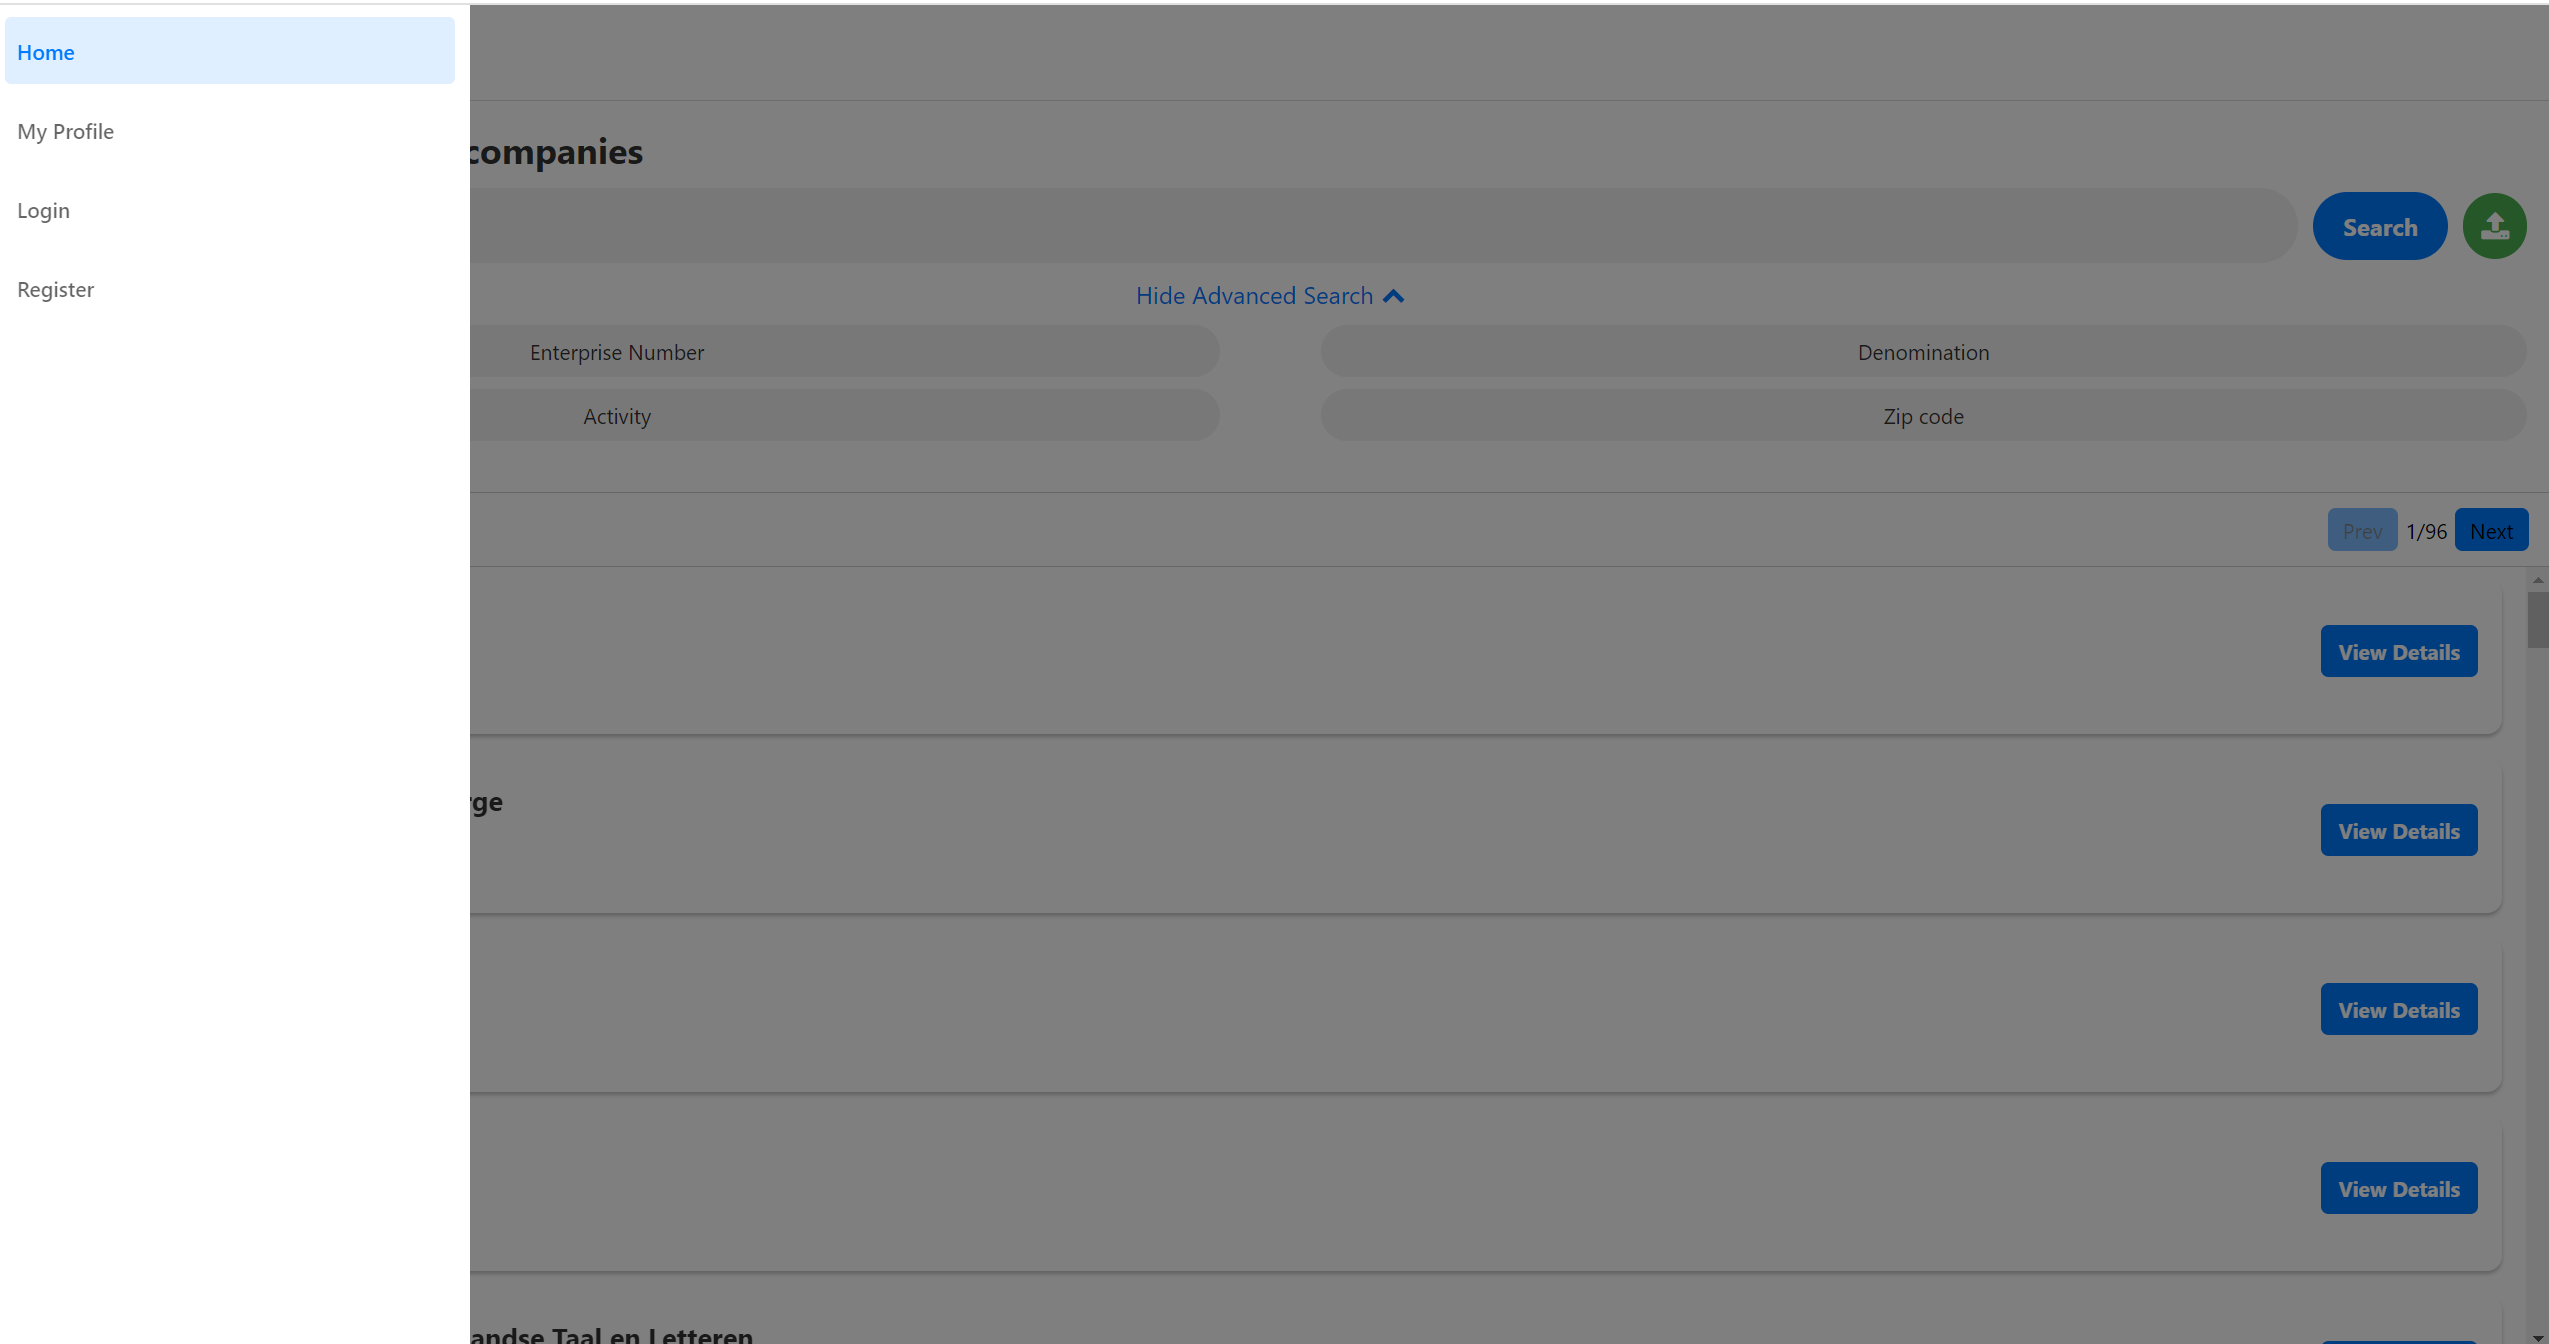 Home
My Profile
Login
Register
companies
Search
Hide Advanced Search
Enterprise Number
Denomination
Activity
Zip code
Prev 1/96 Next
View Details
rge
View Details
View Details
View Details
andse Taal en Letteren